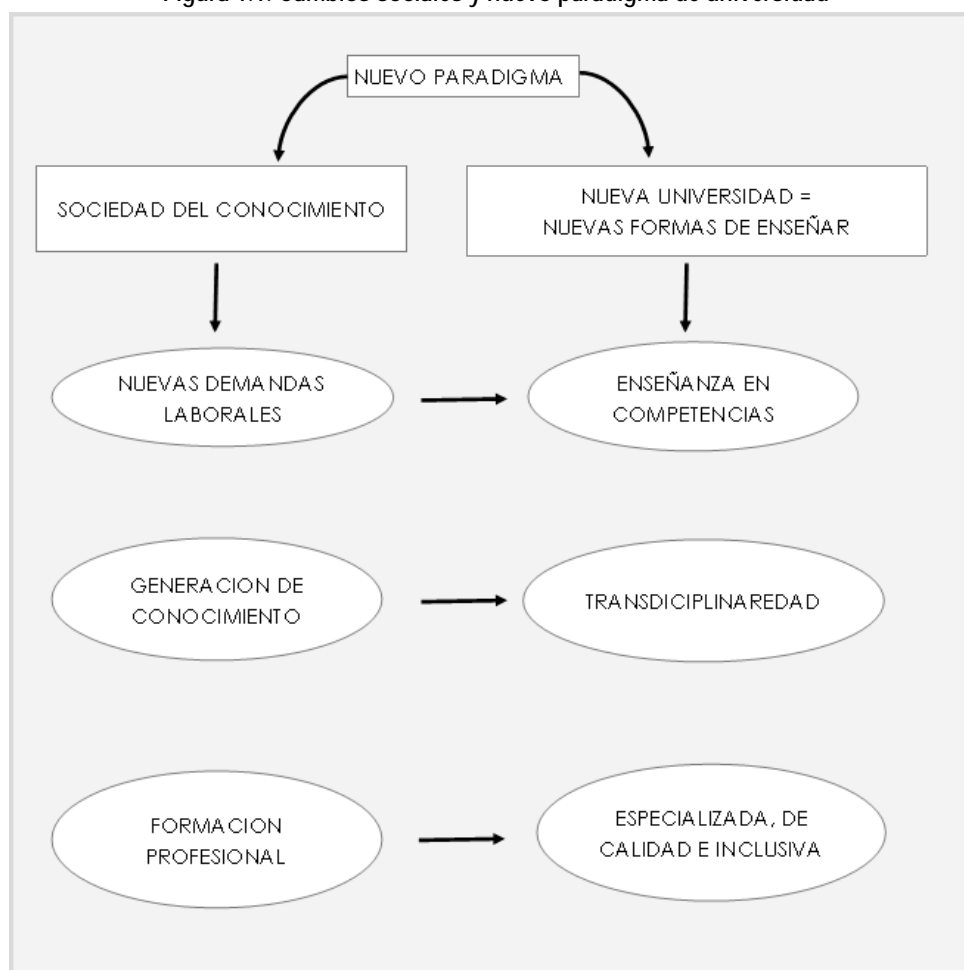 Figura 1.1. Cambios sociales y nuevo paradigma de universidad
NUEVO PARADIGMA
SOCIEDAD DEL CONOCIMIENTO
NUEVA UNIVERSIDAD =
NUEVAS FORMAS DE ENSEÑAR
NUEVAS DEMANDAS
LABORALES
ENSEÑANZA EN
COMPETENCIAS
GENERACION DE
CONOCIMIENTO
TRANSDICIPLINAREDAD
FORMACION
PROFESIONAL
ESPECIALIZADA, DE
CALIDAD E INCLUSIVA